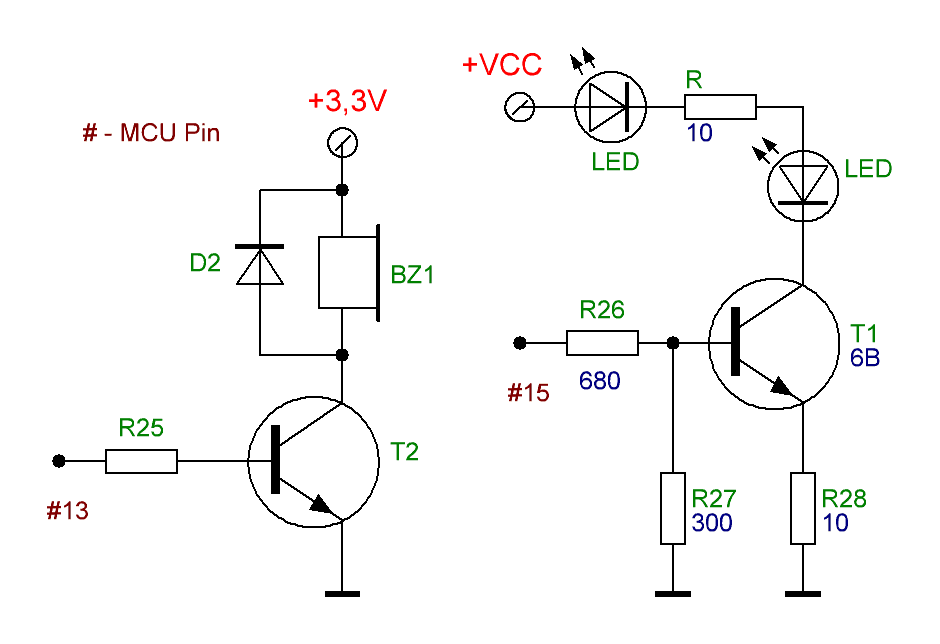 +VCC
R
+3,3V
# - MCU Pin
10
LED
LED
D2
BZ1
R26
T1
6B
680
#15
R25
T2
#13
R27
300
R28
10